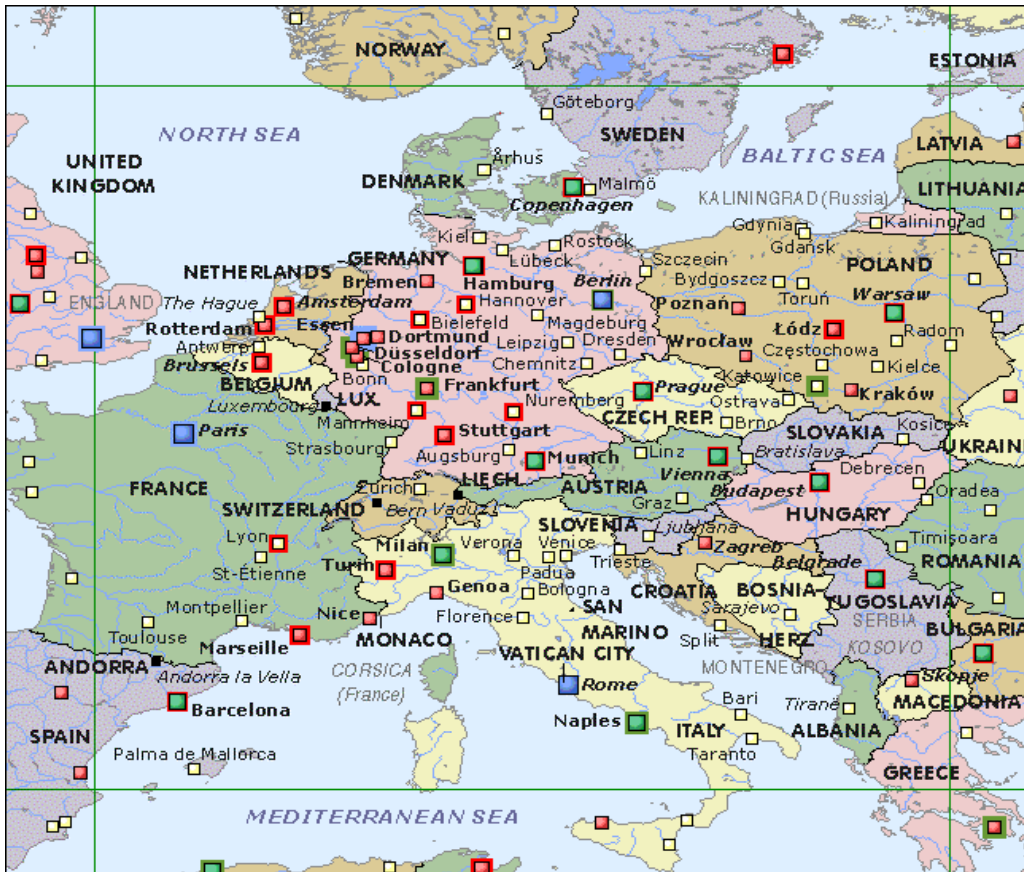 NORWAY
ESTONIA
Göteborg
NORTH SEA
SWEDEN
BALTIC SEA
LATVIA
UNITED
KINGDOM
Århus
DENMARK
Malmö
LITHUANIA
Copenhagen
KALININGRAD (Russia)
Kaliningrad
Gdynia
Gdańsk
Kiel
Rostock
Lübeck
GERMANY
Szczecin
POLAND
NETHERLANDS
Bremen
Hamburg
Berlin
Bydgoszcz
Toruń
Warsaw
ENGLAND
The Hague
Amsterdam
Hannover
Poznań
Rotterdam
Essen
Bielefeld
Magdeburg
Łódź
Radom
Antwerp
Dortmund
Leipzig
Dresden
Wrocław
Częstochowa
Brussels
Düsseldorf
Cologne
Chemnitz
Kielce
BELGIUM
Bonn
Frankfurt
Prague
Katowice
Kraków
Luxembourg
LUX.
Nuremberg
Ostrava
Mannheim
CZECH REP.
Brno
Paris
Stuttgart
SLOVAKIA
Kosice
UKRAIN
Strasbourg
Augsburg
Munich
Linz
Vienna
Bratislava
Debrecen
FRANCE
Zürich
LIECH.
AUSTRIA
Budapest
Oradea
SWITZERLAND
Bern
Vaduz
Graz
HUNGARY
Lyon
Milan
Verona
Venice
SLOVENIA
Ljubljana
Zagreb
Timişoara
St-Étienne
Turin
Padua
Trieste
Belgrade
ROMANIA
Genoa
Bologna
CROATIA
BOSNIA-
HERZ.
Montpellier
Nice
Florence
SAN
MARINO
Sarajevo
YUGOSLAVIA
Toulouse
Marseille
MONACO
Split
SERBIA
BULGARIA
ANDORRA
Andorra la Vella
CORSICA
(France)
VATICAN CITY
MONTENEGRO
KOSOVO
Rome
Skopje
Barcelona
Naples
Bari
Tiranë
MACEDONIA
SPAIN
ITALY
ALBANIA
Palma de Mallorca
Taranto
GREECE
MEDITERRANEAN SEA